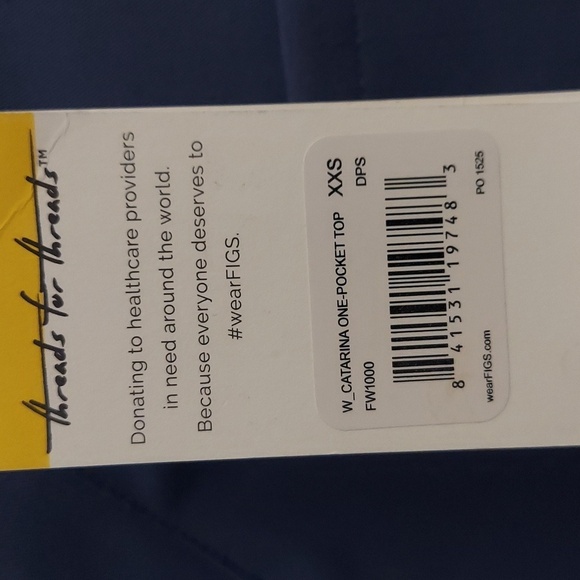 threads for threads™
Donating to healthcare providers
in need around the world.
Because everyone deserves to
#wearFIGS.
W_CATARINA ONE-POCKET TOP XXS
FW1000 DPS
8 41531 19748 3
wearFIGS.com PO 1525